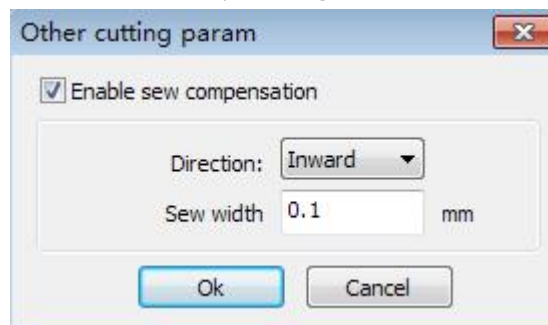 Other cutting param
Enable sew compensation
Direction: Inward
Sew width 0.1 mm
Ok Cancel